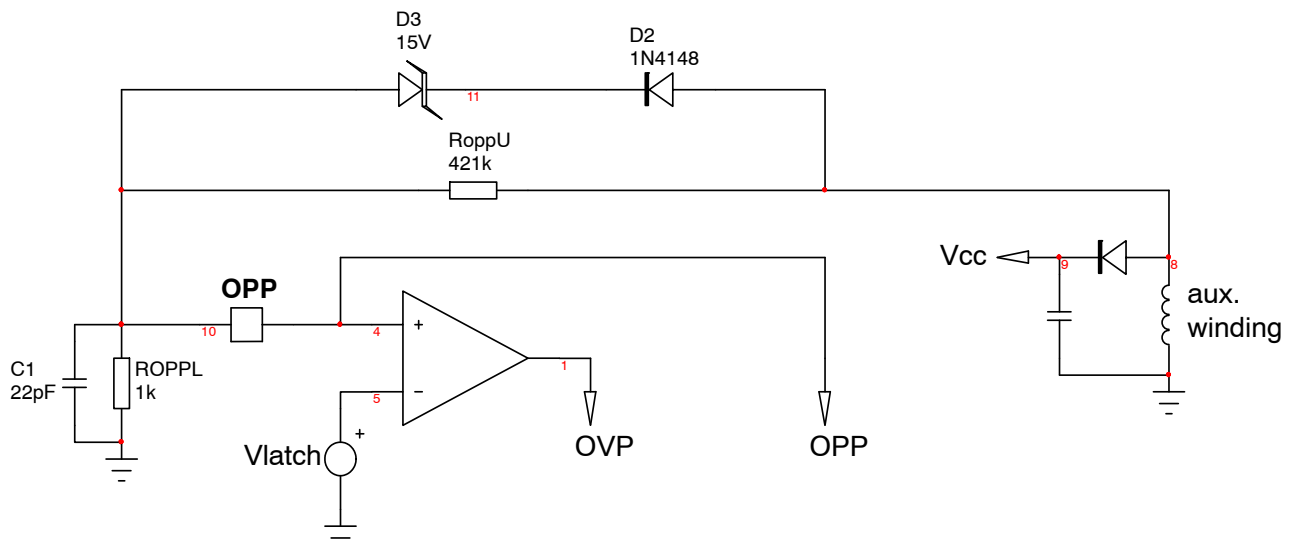 D3
15V
D2
1N4148
11
RoppU
421k
Vcc
9
8
aux.
winding
OPP
10
4
+
C1
22pF
ROPPL
1k
1
5
−
+
Vlatch
OVP
OPP